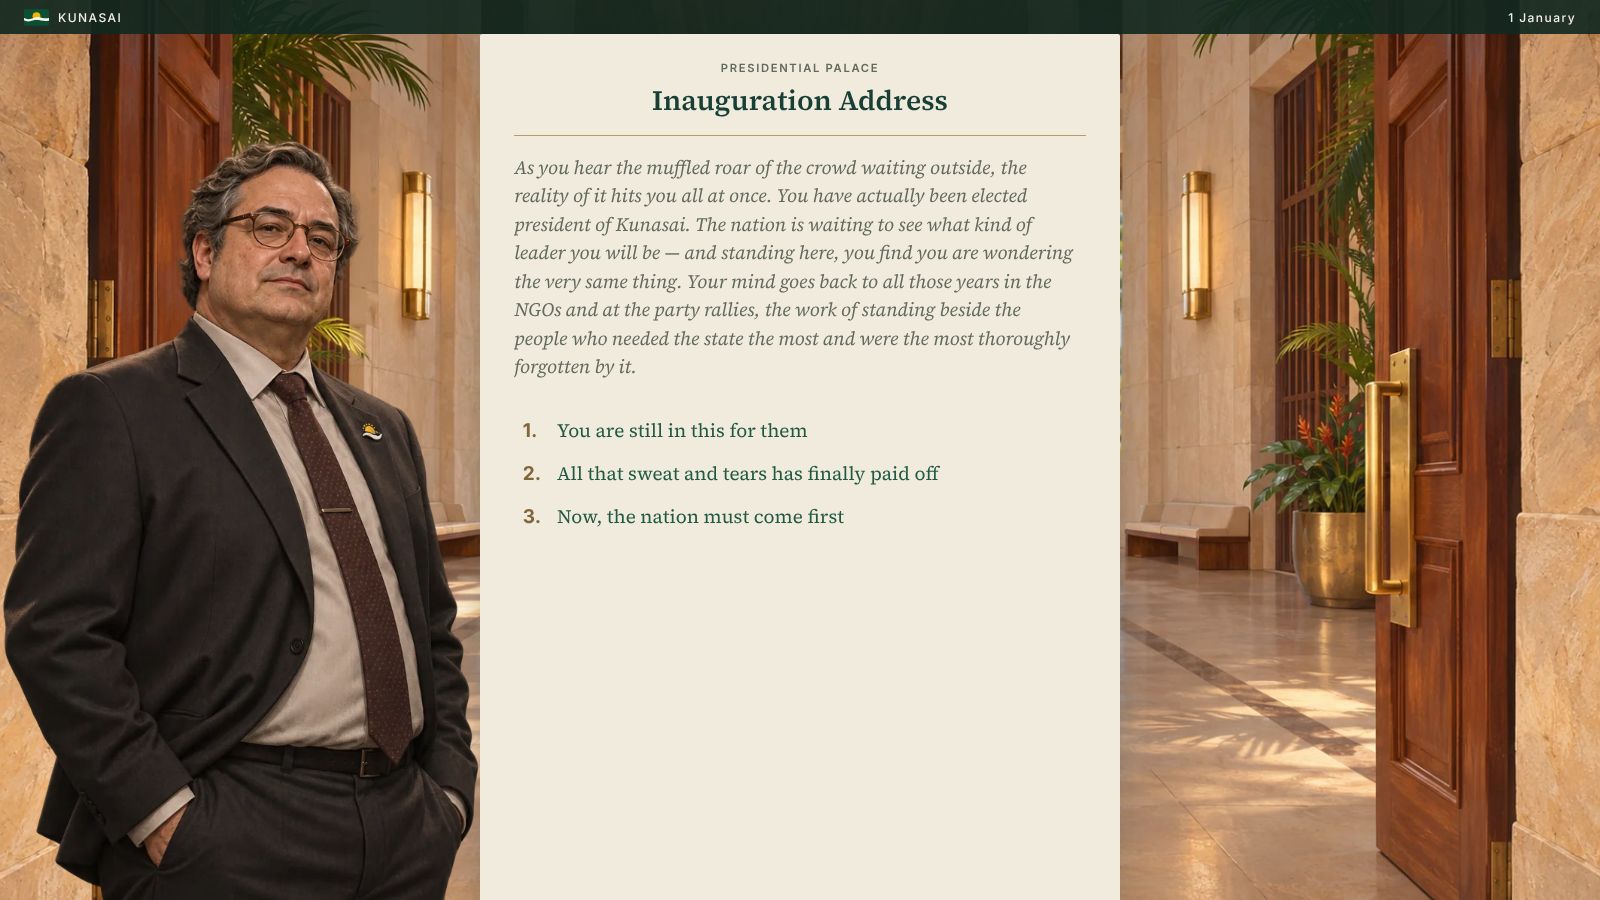 KUNASAI
1 January
PRESIDENTIAL PALACE
Inauguration Address
As you hear the muffled roar of the crowd waiting outside, the
reality of it hits you all at once. You have actually been elected
president of Kunasai. The nation is waiting to see what kind of
leader you will be — and standing here, you find you are wondering
the very same thing. Your mind goes back to all those years in the
NGOs and at the party rallies, the work of standing beside the
people who needed the state the most and were the most thoroughly
forgotten by it.
1. You are still in this for them
2. All that sweat and tears has finally paid off
3. Now, the nation must come first